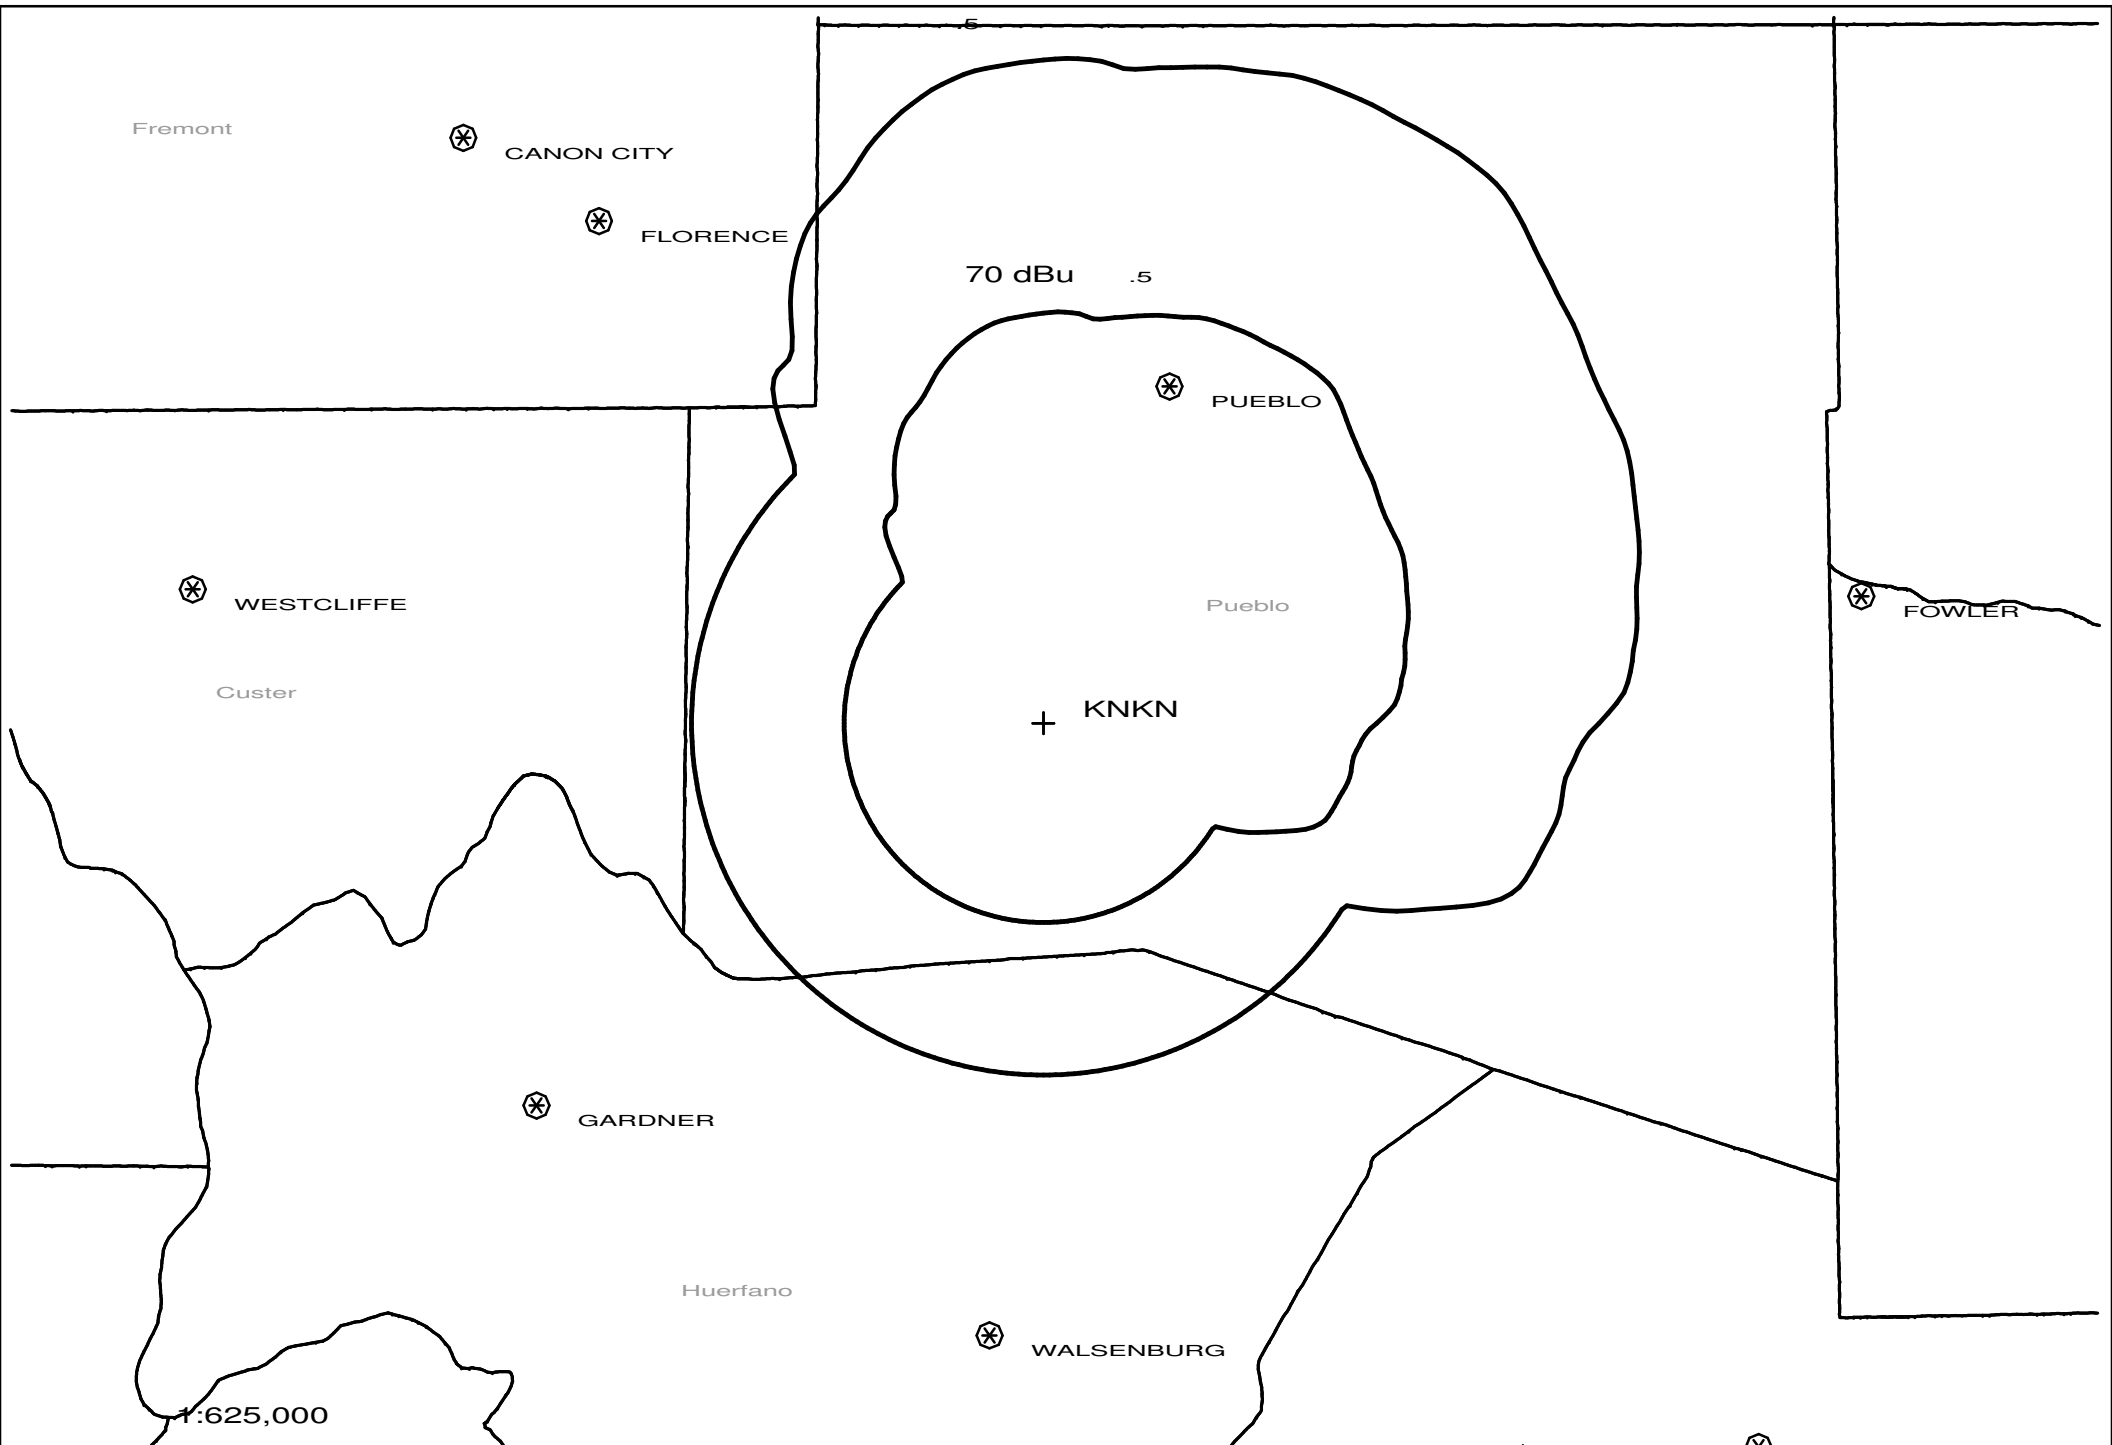 .5
Fremont
CANON CITY
FLORENCE
70 dBu .5
PUEBLO
WESTCLIFFE
Pueblo
FOWLER
Custer
KNKN
GARDNER
Huerfano
WALSENBURG
1:625,000